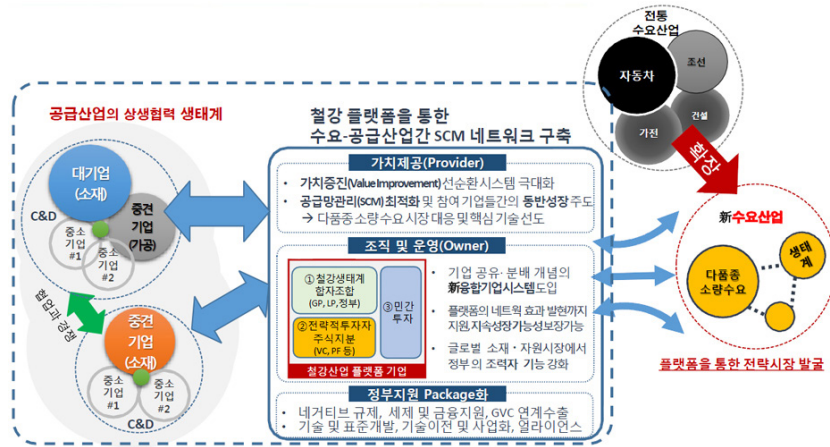 전통
수요산업
조선
자동차
건설
가전
확장
공급산업의 상생협력 생태계
대기업
(소재)
C&D
중견
기업
(가공)
중소
기업
#1
중소
기업
#2
협업과 경쟁
중견
기업
(소재)
중소
기업
#1
중소
기업
#2
C&D
철강 플랫폼을 통한
수요-공급산업간 SCM 네트워크 구축
가치제공(Provider)
• 가치증진(Value Improvement) 선순환 시스템 극대화
• 공급망관리(SCM) 최적화 및 참여 기업들간의 동반성장 주도
→ 다품종 소량 수요 시장 대응 및 핵심 기술 선도
조직 및 운영(Owner)
①철강생태계
합자조합
(GP, LP, 정부)
②전략적투자자
주식지분
(VC, PF 등)
③민간
투자
철강산업 플랫폼 기업
• 기업 공유·분배 개념의
新융합기업시스템 도입
• 플랫폼의 네트웍 효과 발현까지
지원, 지속성장가능성 보장가능
• 글로벌 소재·자원시장에서
정부의 조력자 기능 강화
정부지원 Package화
• 네거티브 규제, 세제 및 금융지원, GVC 연계수출
• 기술 및 표준개발, 기술이전 및 사업화, 얼라이언스
新수요산업
생태
계
다품종
소량수요
플랫폼을 통한 전략시장 발굴